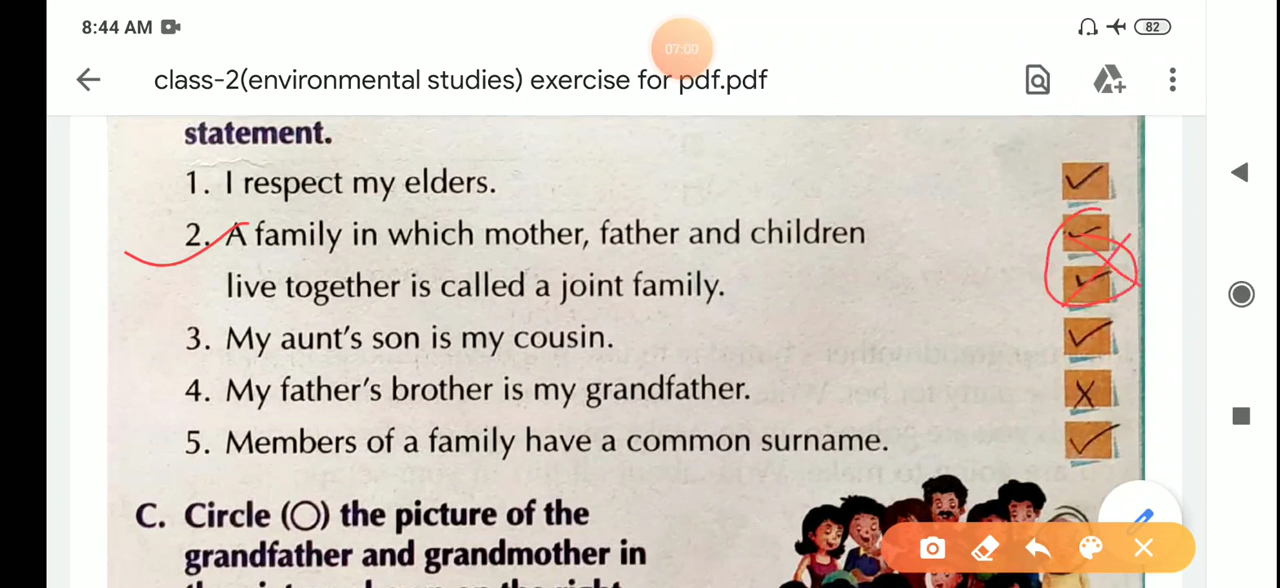 8:44 AM
07:00
82
class-2(environmental studies) exercise for pdf.pdf
statement.
1. I respect my elders.
2. A family in which mother, father and children
live together is called a joint family.
3. My aunt's son is my cousin.
4. My father's brother is my grandfather.
5. Members of a family have a common surname.
C. Circle (O) the picture of the
grandfather and grandmother in